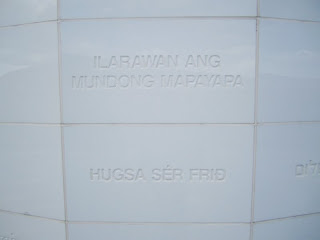 ILARAWAN ANG
MUNDONG MAPAYAPA
HUGSA SÉR FRIÐ